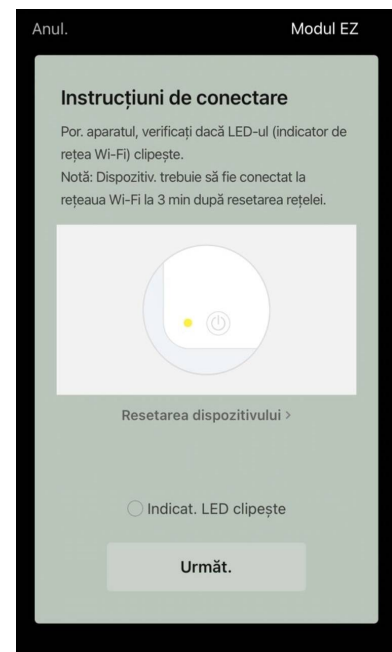 Anul. Modul EZ
Instrucțiuni de conectare
Por. aparatul, verificați dacă LED-ul (indicator de
rețea Wi-Fi) clipește.
Notă: Dispozitiv. trebuie să fie conectat la
rețeaua Wi-Fi la 3 min după resetarea rețelei.
Resetarea dispozitivului >
Indicat. LED clipește
Următ.